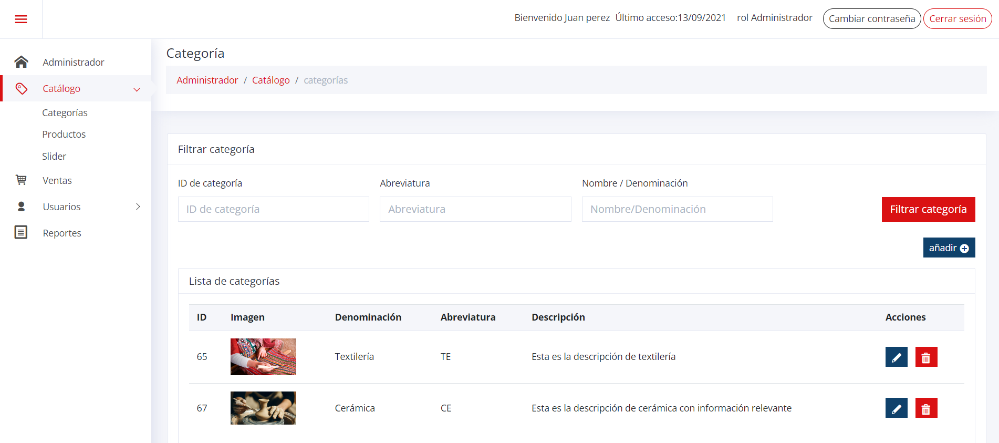 Bienvenido Juan perez Último acceso:13/09/2021 rol Administrador Cambiar contraseña Cerrar sesión
Administrador
Catálogo
Categorías
Productos
Slider
Ventas
Usuarios
Reportes
Categoría
Administrador / Catálogo / categorías
Filtrar categoría
ID de categoría Abreviatura Nombre / Denominación
ID de categoría Abreviatura Nombre/Denominación Filtrar categoría
añadir
Lista de categorías
ID Imagen Denominación Abreviatura Descripción Acciones
65 Textilería TE Esta es la descripción de textilería
67 Cerámica CE Esta es la descripción de cerámica con información relevante